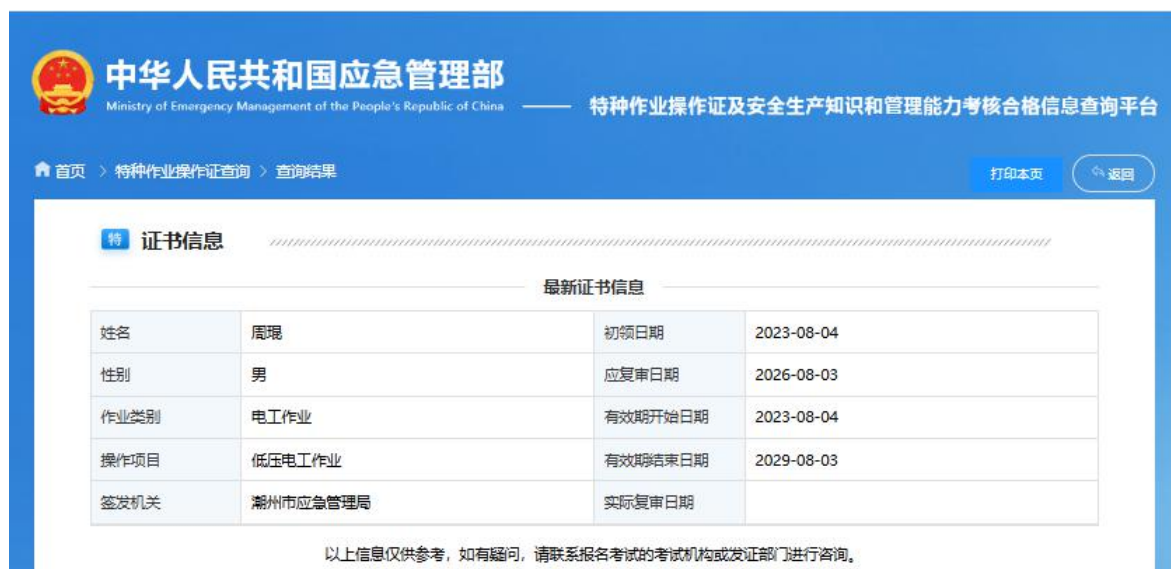 中华人民共和国应急管理部
Ministry of Emergency Management of the People's Republic of China
特种作业操作证及安全生产知识和管理能力考核合格信息查询平台
首页 > 特种作业操作证查询 > 查询结果
打印本页 返回
特 证书信息
最新证书信息
姓名 周琨 初领日期 2023-08-04
性别 男 应复审日期 2026-08-03
作业类别 电工作业 有效期开始日期 2023-08-04
操作项目 低压电工作业 有效期结束日期 2029-08-03
签发机关 潮州市应急管理局 实际复审日期
以上信息仅供参考，如有疑问，请联系报名考试的考试机构或发证部门进行咨询。